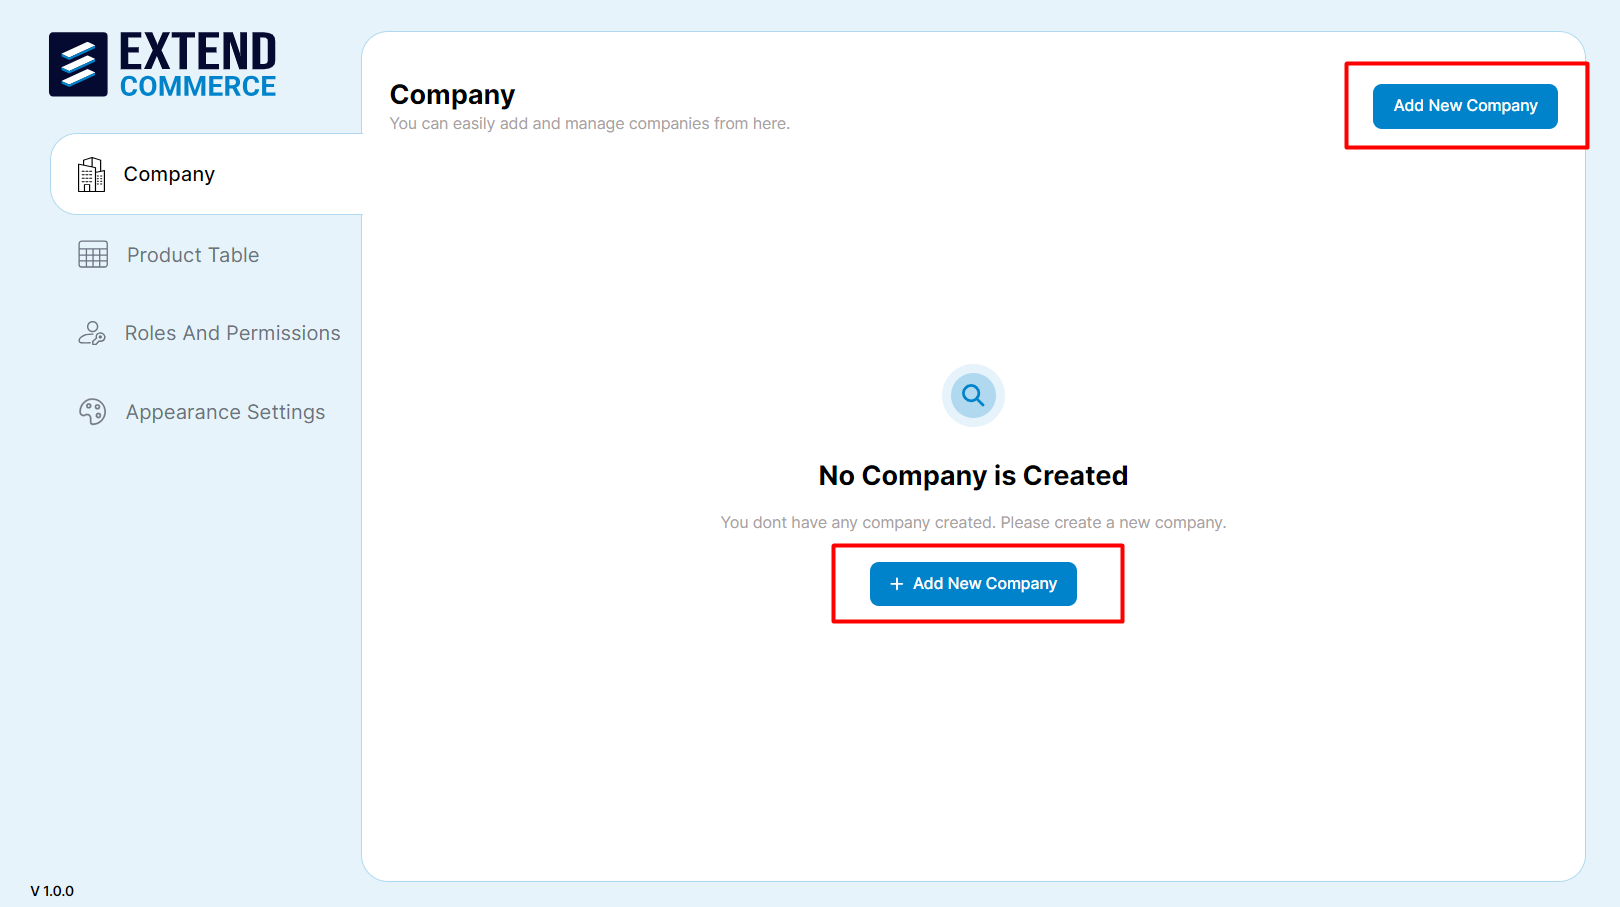 EXTEND
COMMERCE
Company
Product Table
Roles And Permissions
Appearance Settings
V 1.0.0
Company
You can easily add and manage companies from here.
Add New Company
No Company is Created
You dont have any company created. Please create a new company.
+ Add New Company